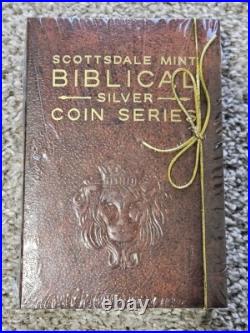 SCOTTSDALE MINT
BIBLICAL
SILVER
COIN SERIES